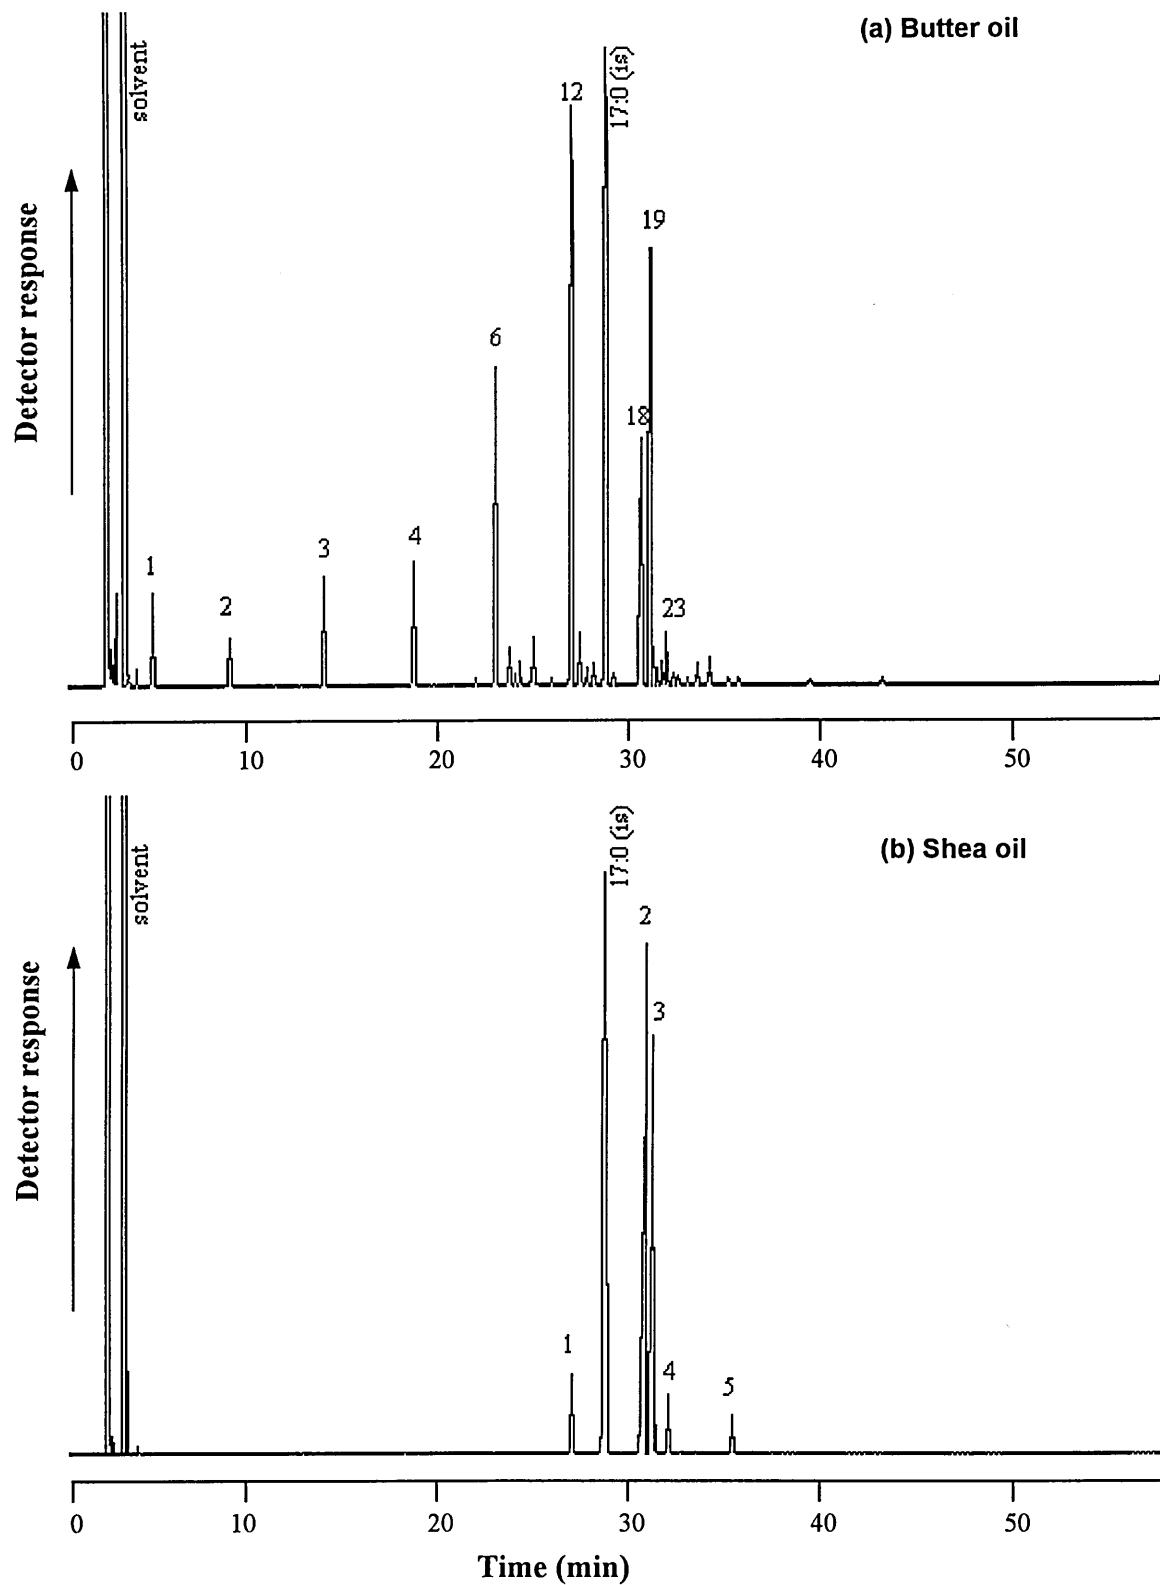 (a) Butter oil
solvent
12
17:0 (is)
19
6
18
Detector response
1
2
3
4
23
0 10 20 30 40 50
(b) Shea oil
solvent
17:0 (is)
2
3
Detector response
1
4
5
0 10 20 30 40 50
Time (min)